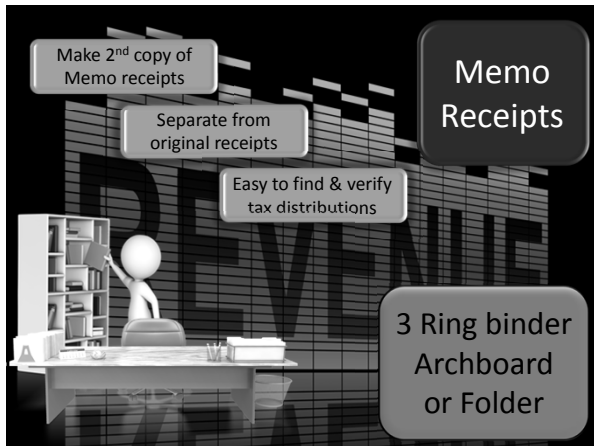 Make 2nd copy of
Memo receipts
Memo
Receipts
Separate from
original receipts
Easy to find & verify
tax distributions
REVENUE
A
3 Ring binder
Archboard
or Folder